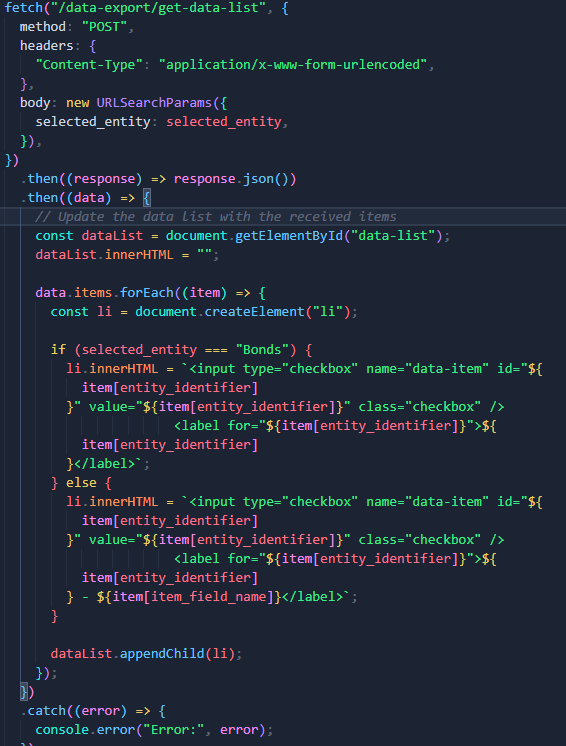 fetch("/data-export/get-data-list", {
method: "POST",
headers: {
"Content-Type": "application/x-www-form-urlencoded",
},
body: new URLSearchParams({
selected_entity: selected_entity,
}),
})
.then((response) => response.json())
.then((data) => {
// Update the data list with the received items
const dataList = document.getElementById("data-list");
dataList.innerHTML = "";
data.items.forEach((item) => {
const li = document.createElement("li");
if (selected_entity === "Bonds") {
li.innerHTML = `<input type="checkbox" name="data-item" id="${
item[entity_identifier]
}" value="${item[entity_identifier]}" class="checkbox" />
<label for="${item[entity_identifier]}">${
item[entity_identifier]
}</label>`;
} else {
li.innerHTML = `<input type="checkbox" name="data-item" id="${
item[entity_identifier]
}" value="${item[entity_identifier]}" class="checkbox" />
<label for="${item[entity_identifier]}">${
item[entity_identifier]
} - ${item[item_field_name]}</label>`;
}
dataList.appendChild(li);
});
})
.catch((error) => {
console.error("Error:", error);